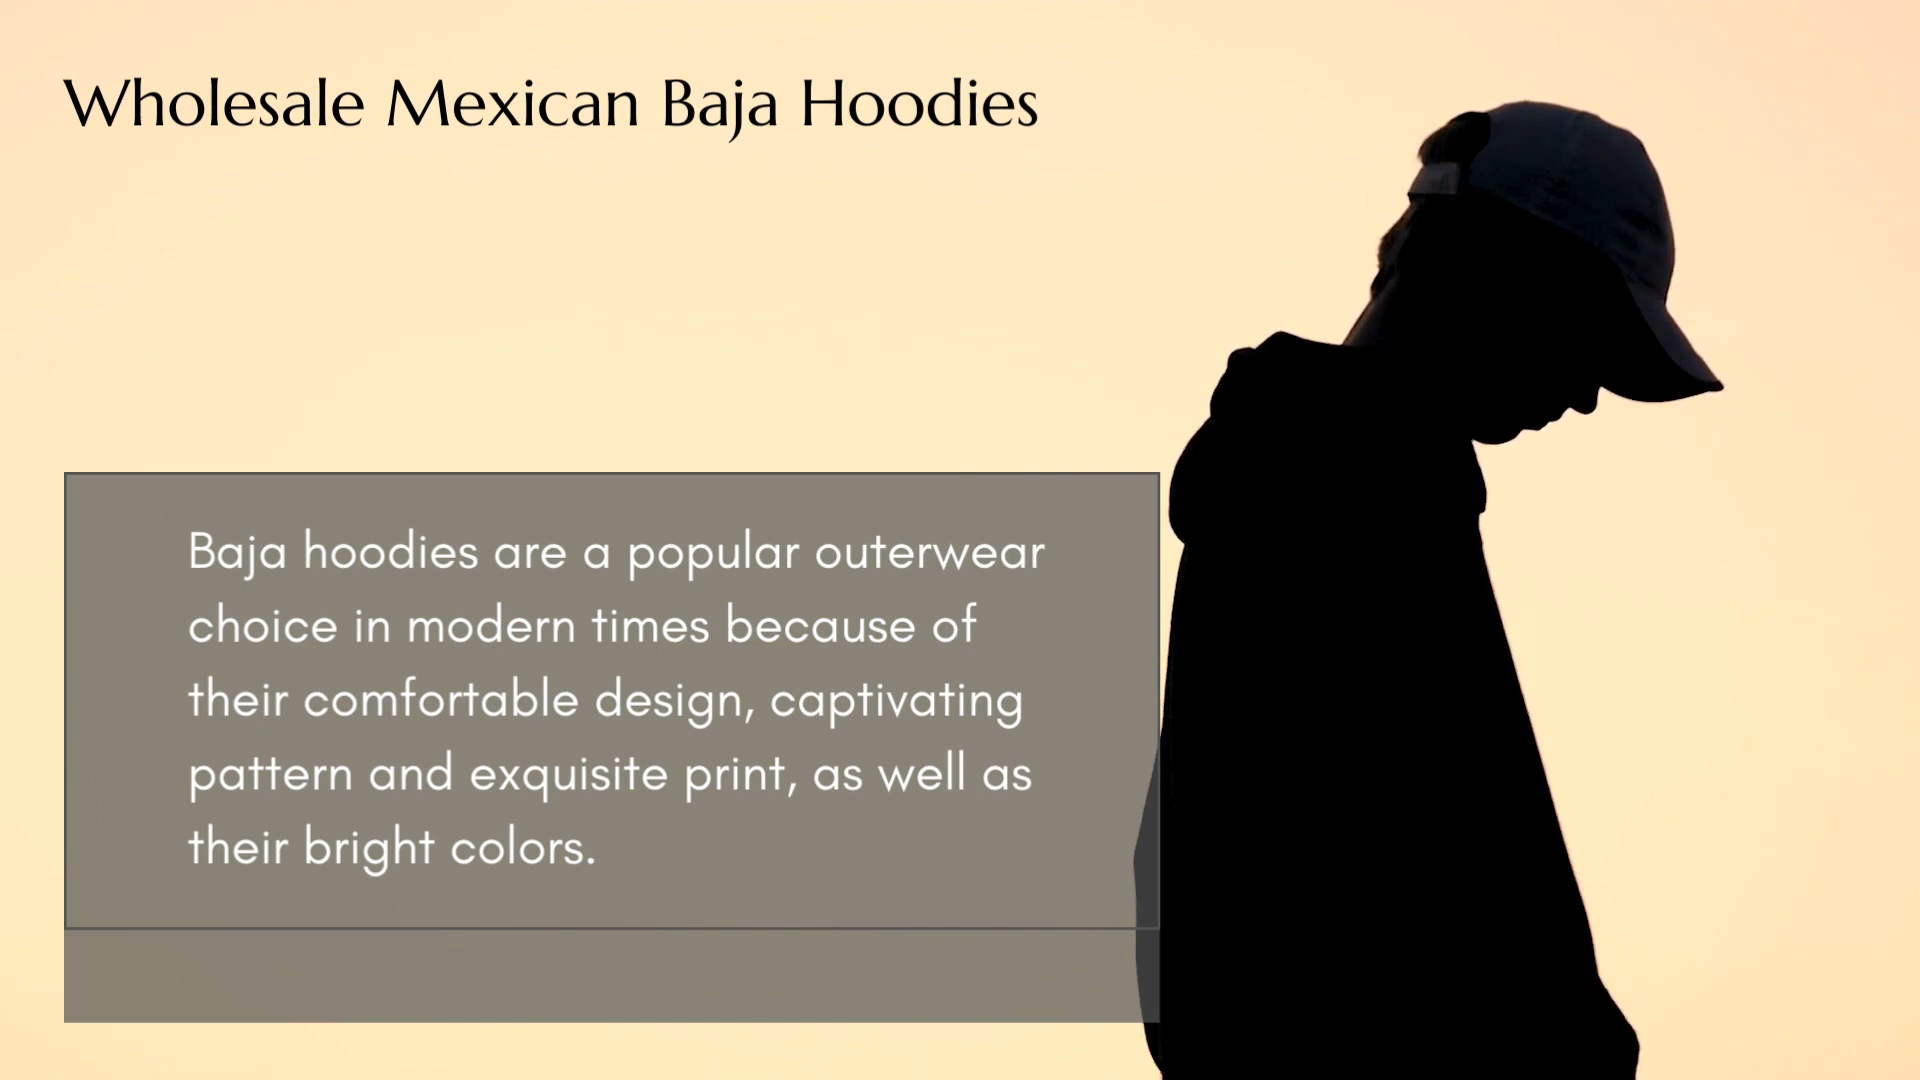 Wholesale Mexican Baja Hoodies
Baja hoodies are a popular outerwear
choice in modern times because of
their comfortable design, captivating
pattern and exquisite print, as well as
their bright colors.